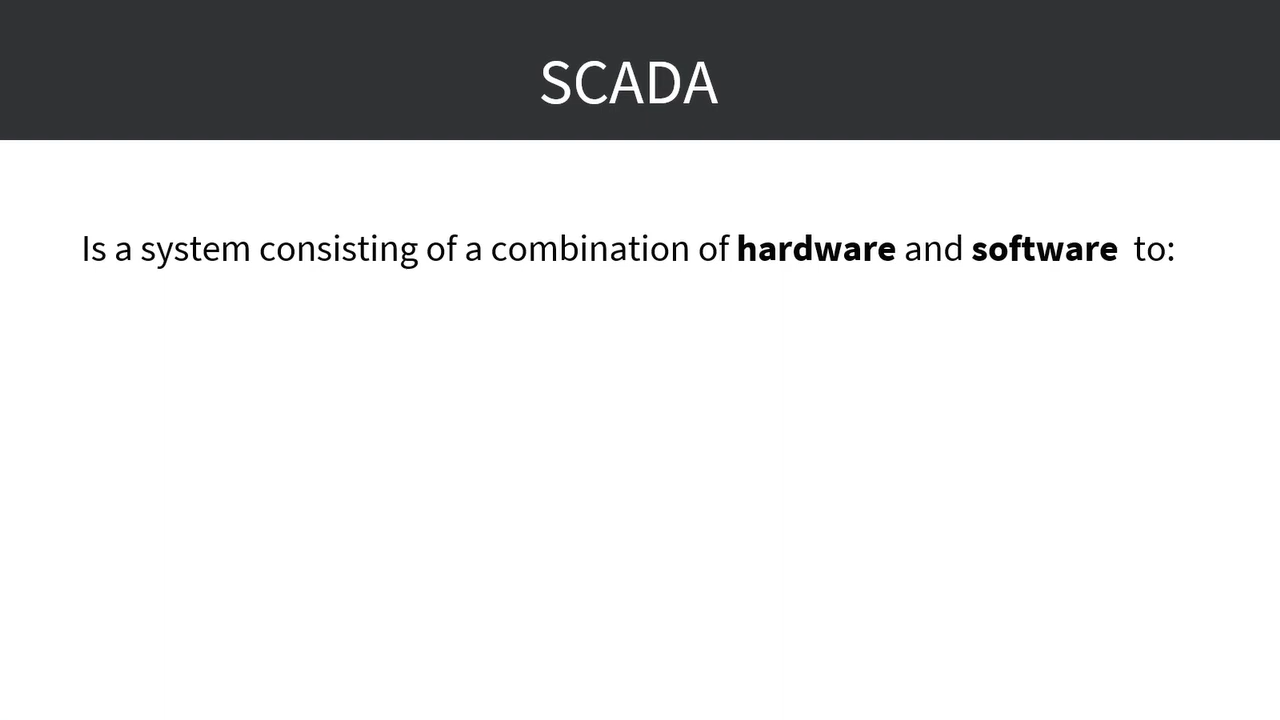 SCADA
Is a system consisting of a combination of hardware and software to: